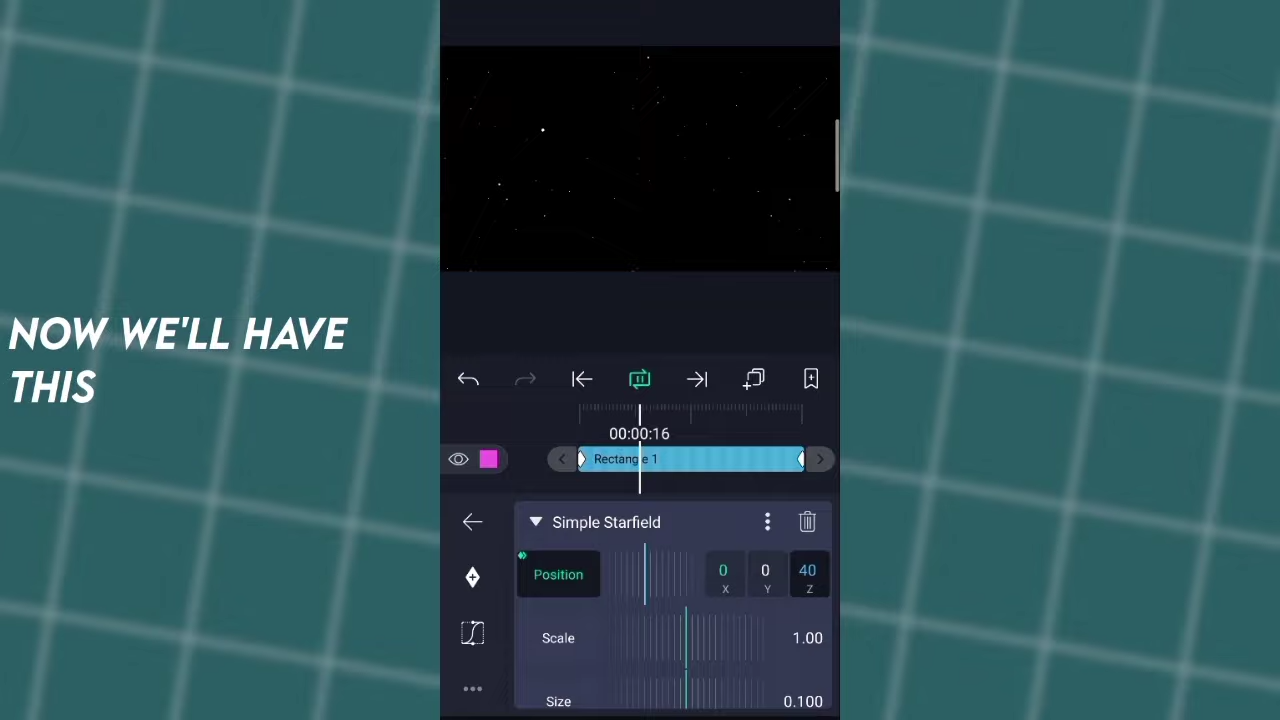 NOW WE'LL HAVE
THIS
00:00:16
Rectangle 1
Simple Starfield
Position
0
0
40
X
Y
Z
Scale
1.00
Size
0.100